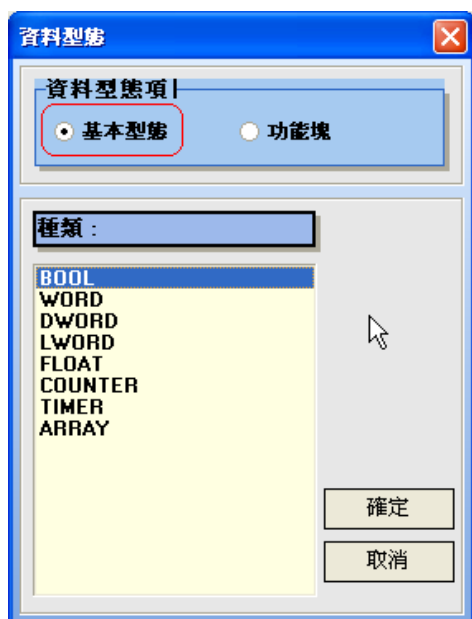 資料型態
資料型態項
基本型態 功能塊
種類：
BOOL
WORD
DWORD
LWORD
FLOAT
COUNTER
TIMER
ARRAY
確定
取消